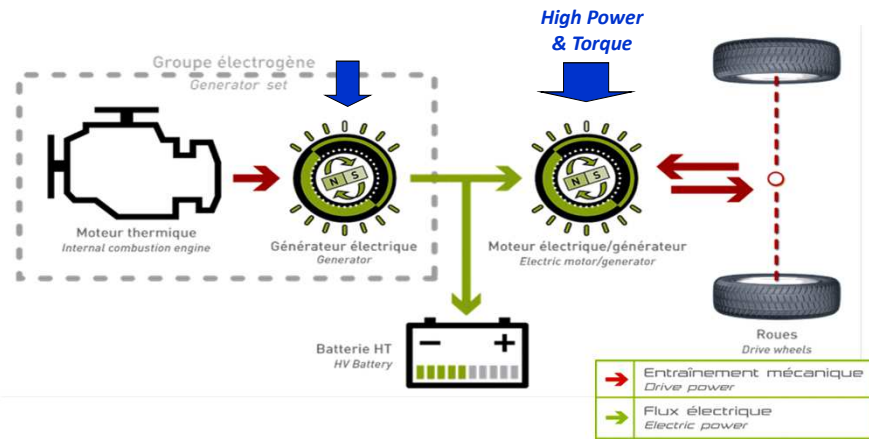 High Power
& Torque
Groupe électrogène
Generator set
N S
N S
Moteur thermique
Internal combustion engine
Générateur électrique
Generator
Moteur électrique/générateur
Electric motor/generator
Batterie HT
HV Battery
− +
Roues
Drive wheels
Entraînement mécanique
Drive power
Flux électrique
Electric power